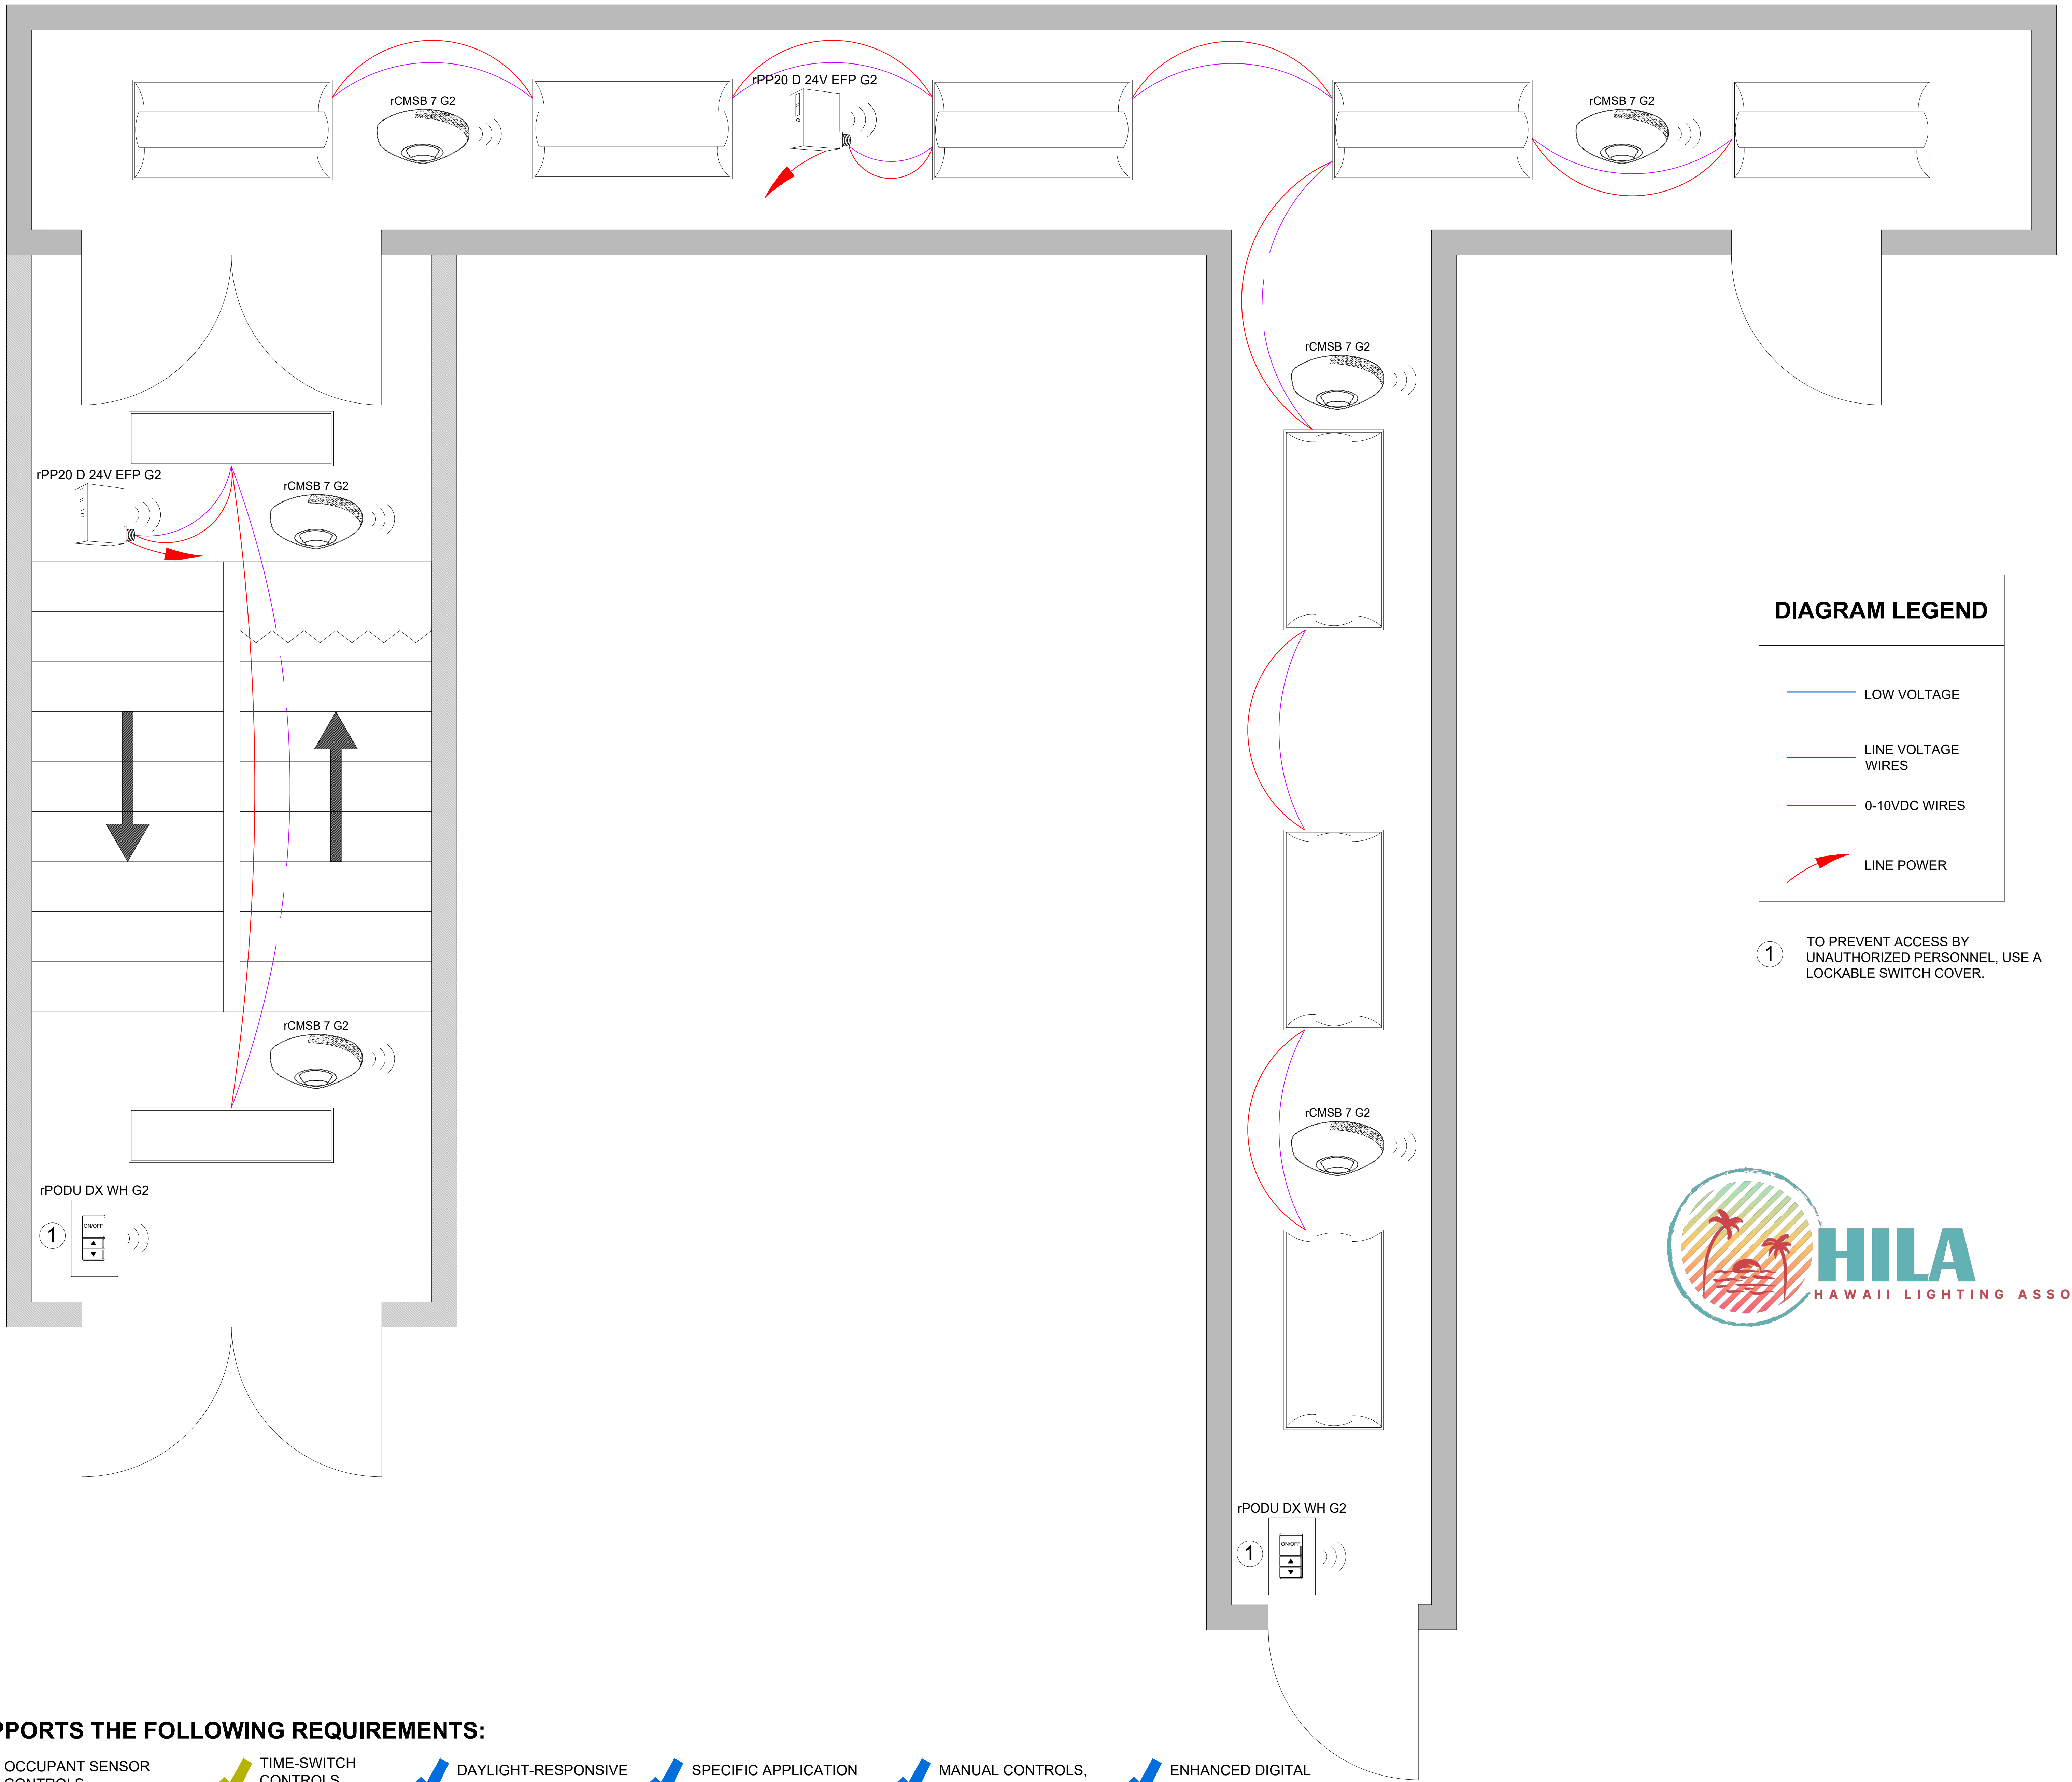 rPP20 D 24V EFP G2
rCMSB 7 G2
rCMSB 7 G2
rCMSB 7 G2
rPP20 D 24V EFP G2
rCMSB 7 G2
DIAGRAM LEGEND
LOW VOLTAGE
LINE VOLTAGE
WIRES
0-10VDC WIRES
LINE POWER
1
TO PREVENT ACCESS BY
UNAUTHORIZED PERSONNEL, USE A
LOCKABLE SWITCH COVER.
rCMSB 7 G2
rCMSB 7 G2
rPODU DX WH G2
1
ON/OFF
HILA
HAWAII LIGHTING ASSO
rPODU DX WH G2
1
ON/OFF
PPORTS THE FOLLOWING REQUIREMENTS:
OCCUPANT SENSOR
CONTROLS
TIME-SWITCH
CONTROLS
DAYLIGHT-RESPONSIVE
SPECIFIC APPLICATION
MANUAL CONTROLS,
ENHANCED DIGITAL